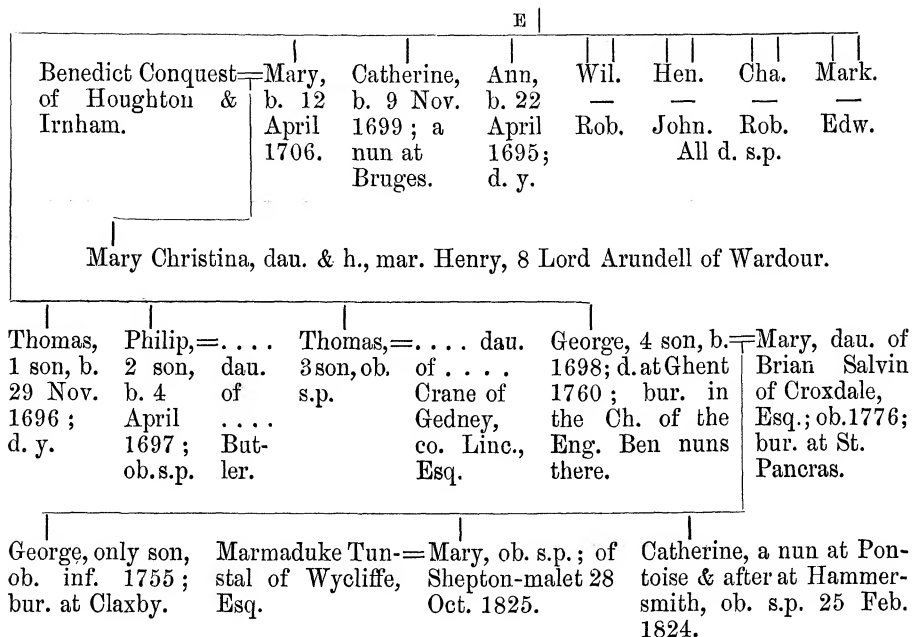 E
Benedict Conquest=Mary,
of Houghton &
Irnham.
b. 12
April
1706.
Catherine,
b. 9 Nov.
1699 ; a
nun at
Bruges.
Ann,
b. 22
April
1695;
d. y.
Wil.
—
Rob.
Hen.
—
John.
Cha.
—
Rob.
Mark.
—
Edw.
All d. s.p.
Mary Christina, dau. & h., mar. Henry, 8 Lord Arundell of Wardour.
Thomas,
1 son, b.
29 Nov.
1696 ;
d. y.
Philip,=. . . .
2 son,
b. 4
April
1697 ;
ob. s.p.
dau.
of
. . . .
But-
ler.
Thomas,=. . . . dau.
3 son, ob.
s.p.
of . . . .
Crane of
Gedney,
co. Linc.,
Esq.
George, 4 son, b.=Mary, dau. of
1698; d. at Ghent
1760 ; bur. in
the Ch. of the
Eng. Ben nuns
there.
Brian Salvin
of Croxdale,
Esq.; ob. 1776;
bur. at St.
Pancras.
George, only son,
ob. inf. 1755 ;
bur. at Claxby.
Marmaduke Tun-=Mary, ob. s.p. ; of
stal of Wycliffe,
Esq.
Shepton-malet 28
Oct. 1825.
Catherine, a nun at Pon-
toise & after at Hammer-
smith, ob. s.p. 25 Feb.
1824.